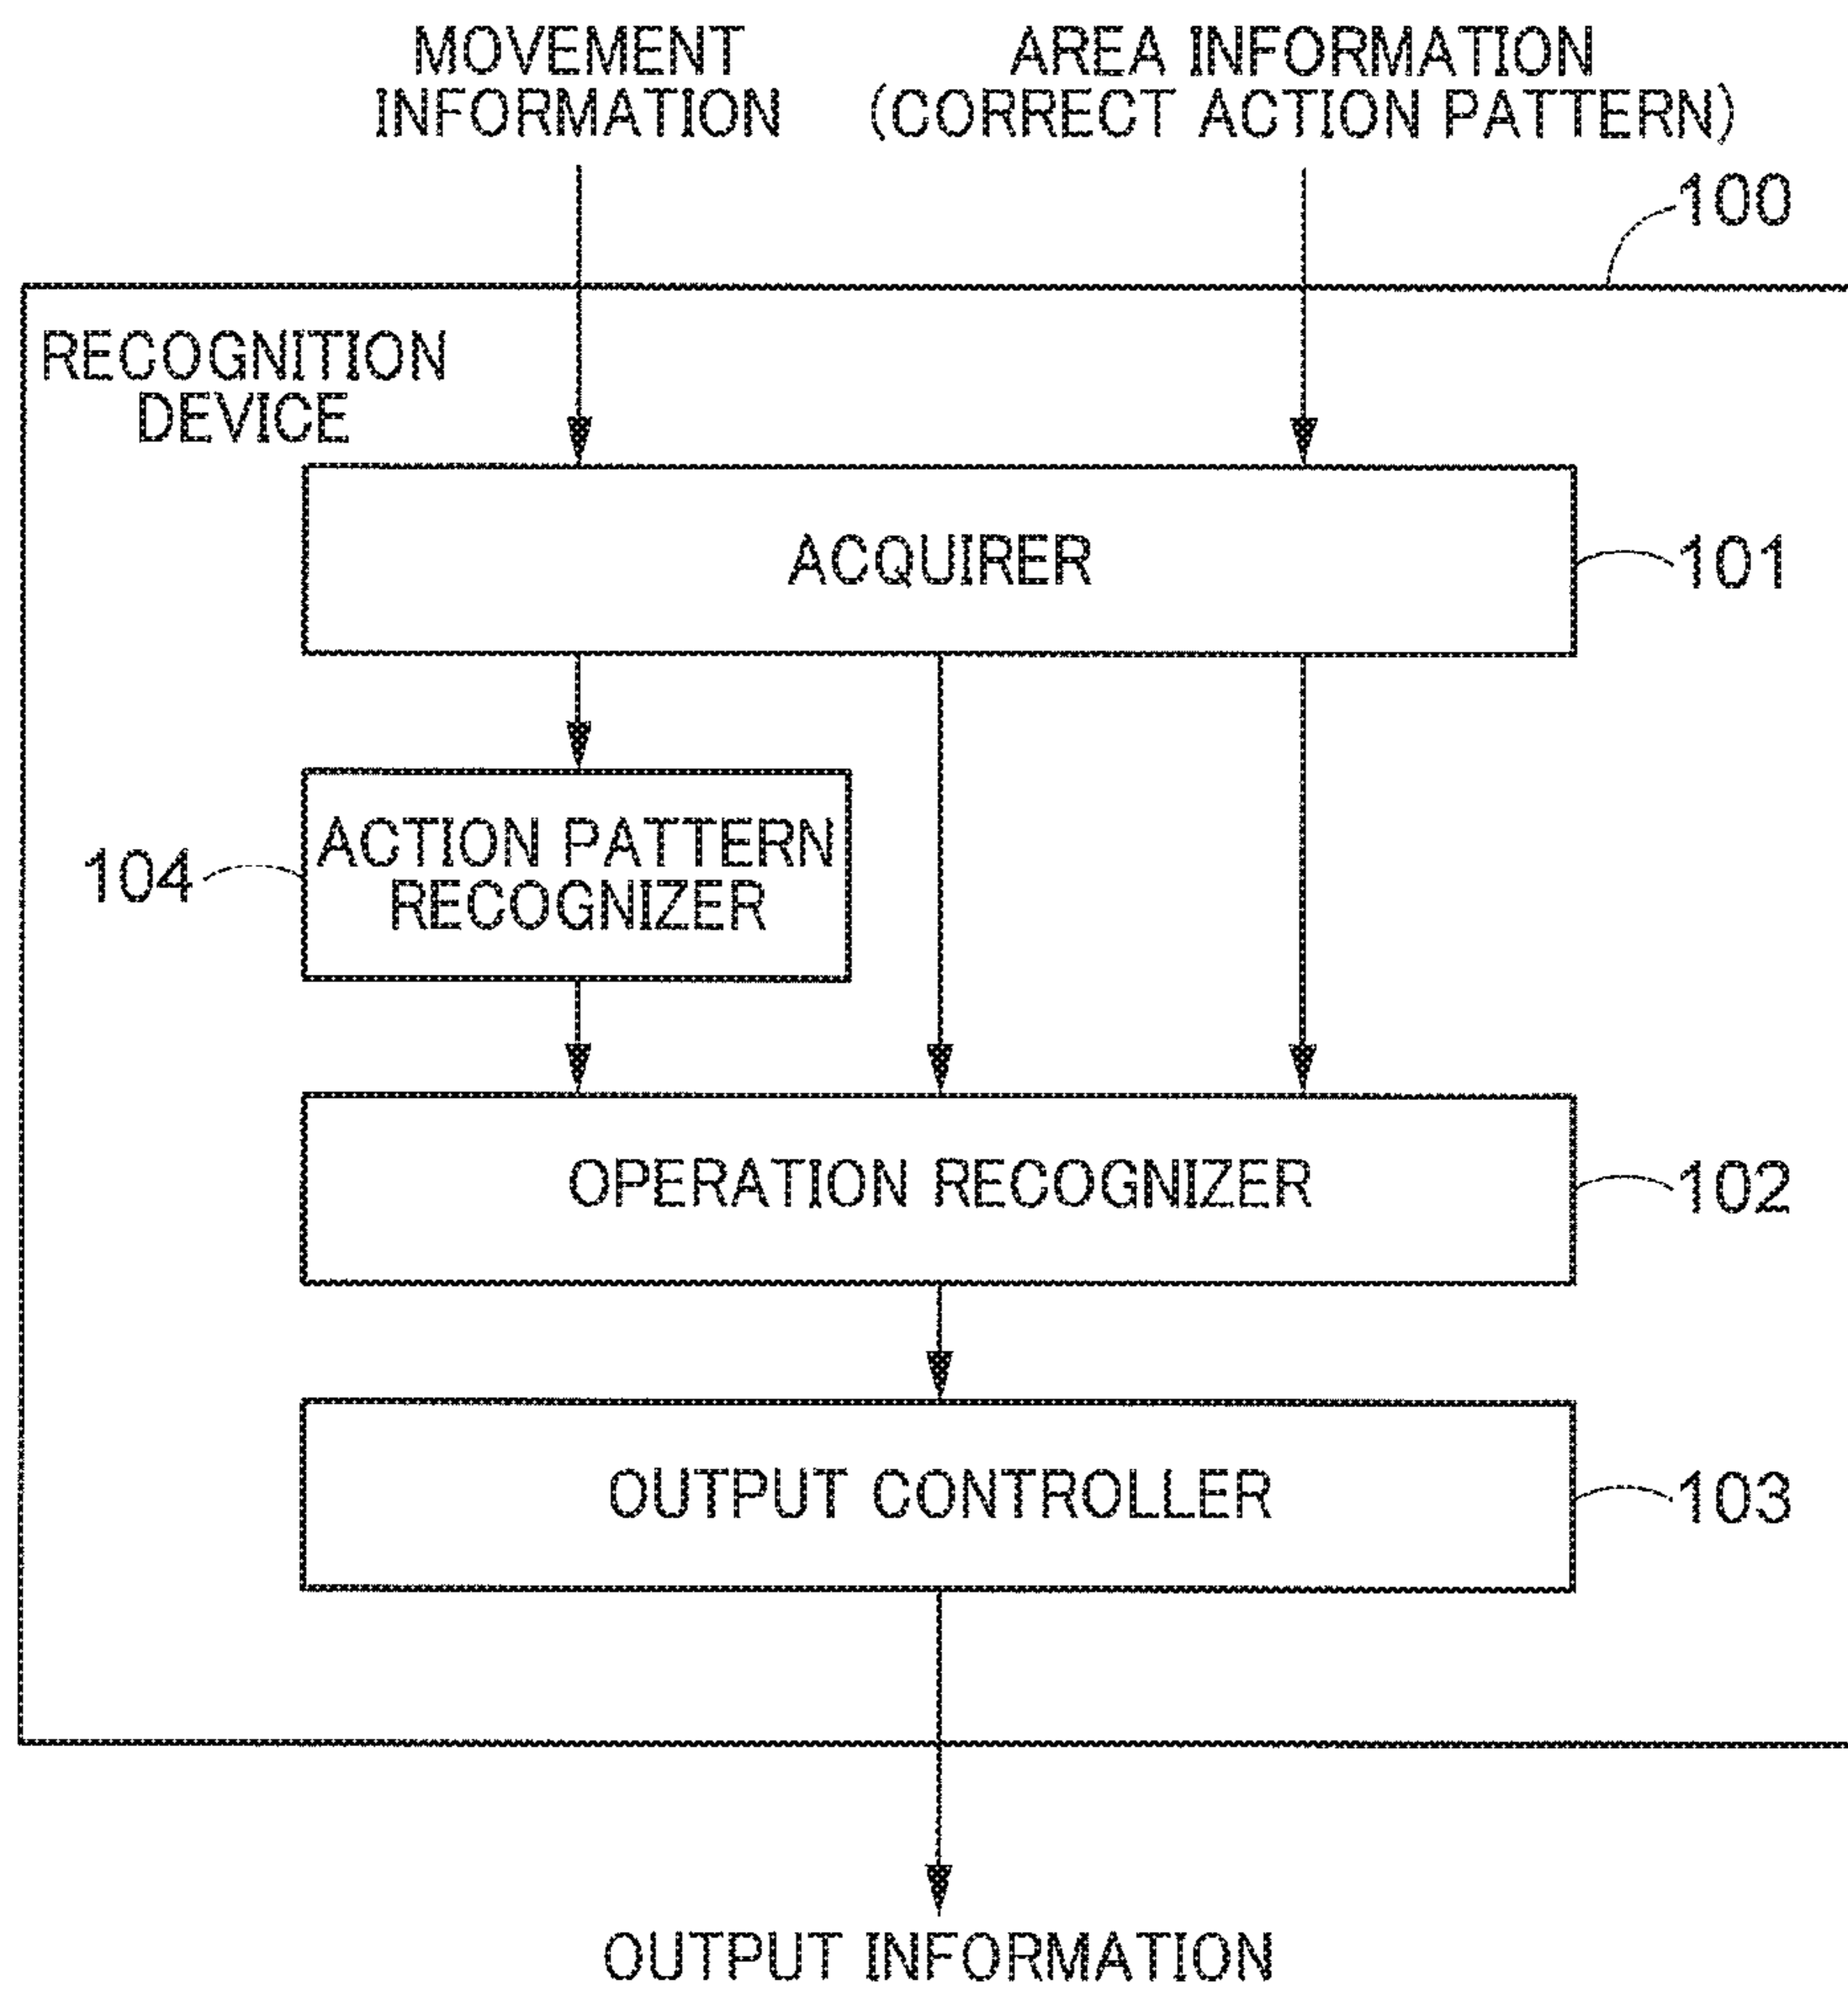 MOVEMENT
INFORMATION
AREA INFORMATION
(CORRECT ACTION PATTERN)
100
RECOGNITION
DEVICE
ACQUIRER
101
ACTION PATTERN
RECOGNIZER
104
OPERATION RECOGNIZER
102
OUTPUT CONTROLLER
103
OUTPUT INFORMATION